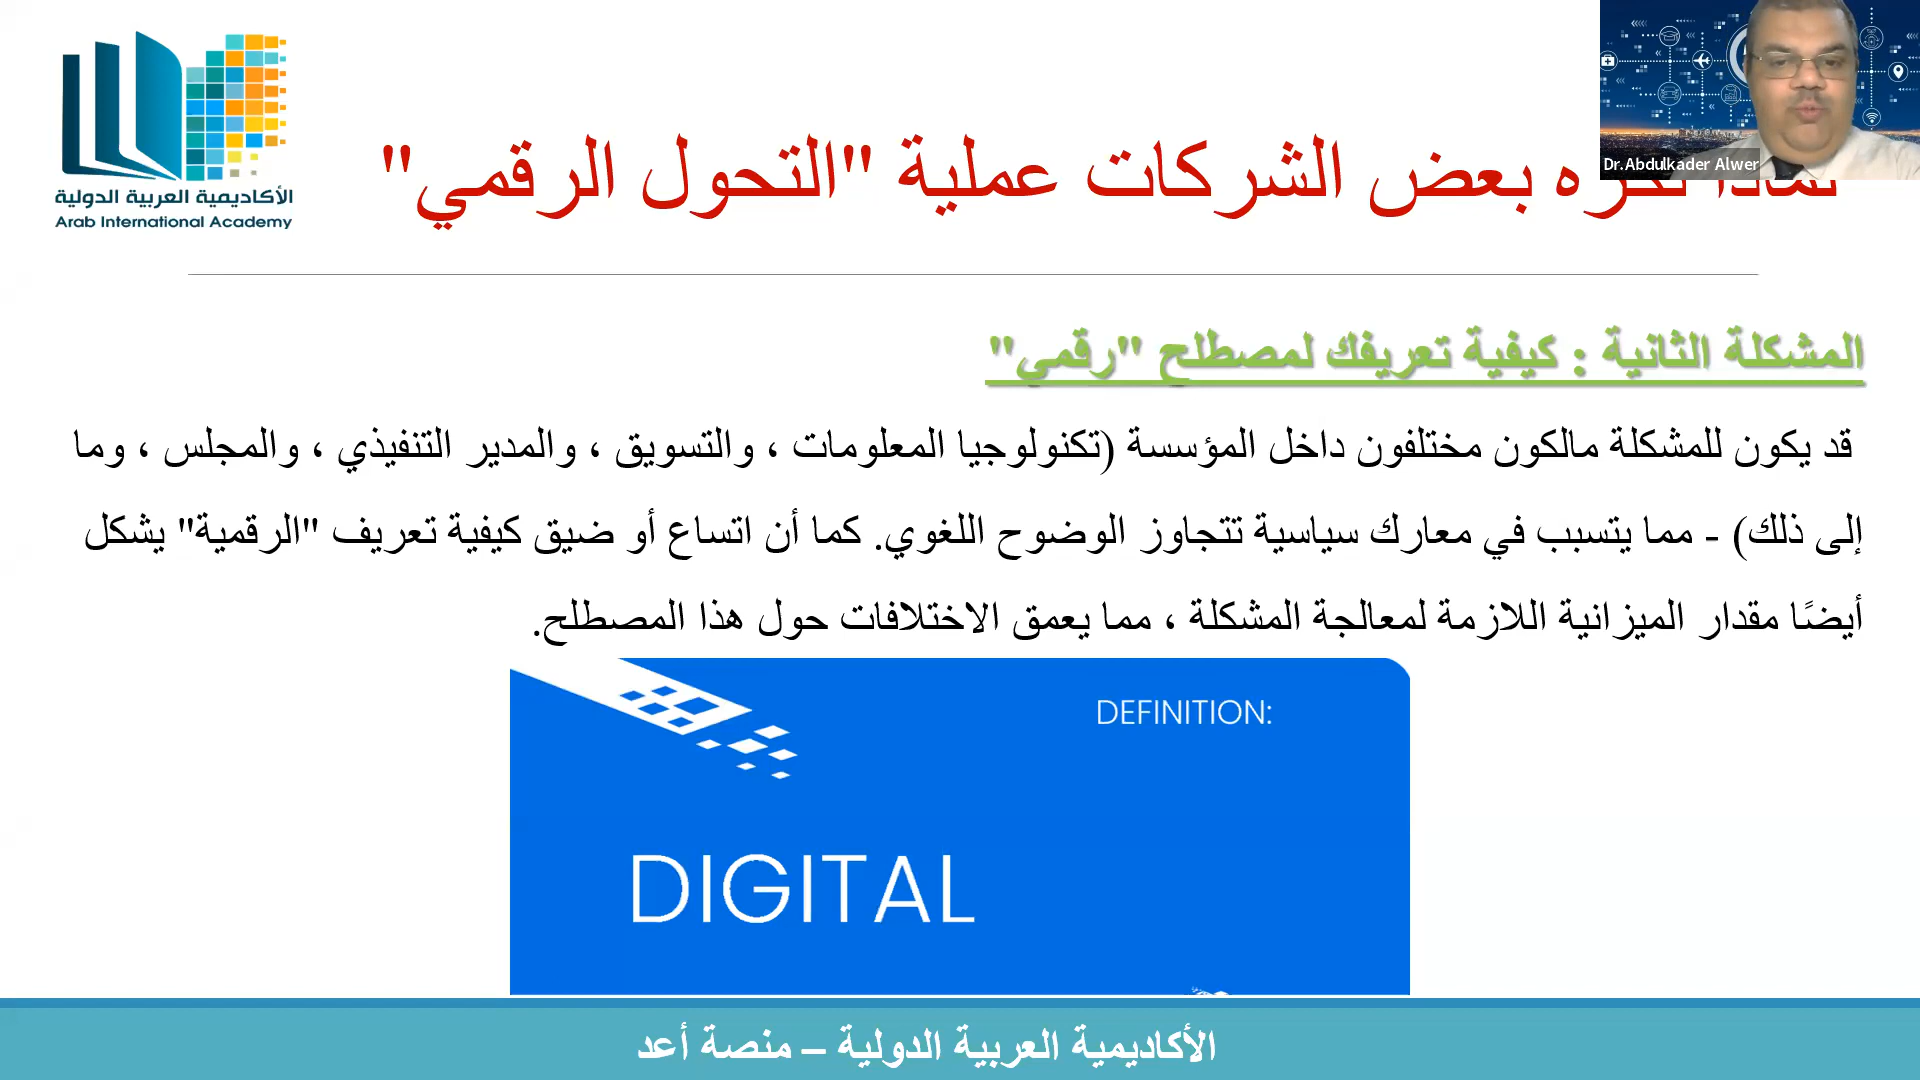 الأكاديمية العربية الدولية
Arab International Academy
Dr.Abdulkader Alwer
لماذا تكره بعض الشركات عملية "التحول الرقمي"
المشكلة الثانية : كيفية تعريفك لمصطلح "رقمي"
قد يكون للمشكلة مالكون مختلفون داخل المؤسسة (تكنولوجيا المعلومات ، والتسويق ، والمدير التنفيذي ، والمجلس ، وما
إلى ذلك) - مما يتسبب في معارك سياسية تتجاوز الوضوح اللغوي. كما أن اتساع أو ضيق كيفية تعريف "الرقمية" يشكل
أيضًا مقدار الميزانية اللازمة لمعالجة المشكلة ، مما يعمق الاختلافات حول هذا المصطلح.
DEFINITION:
DIGITAL
الأكاديمية العربية الدولية – منصة أعد